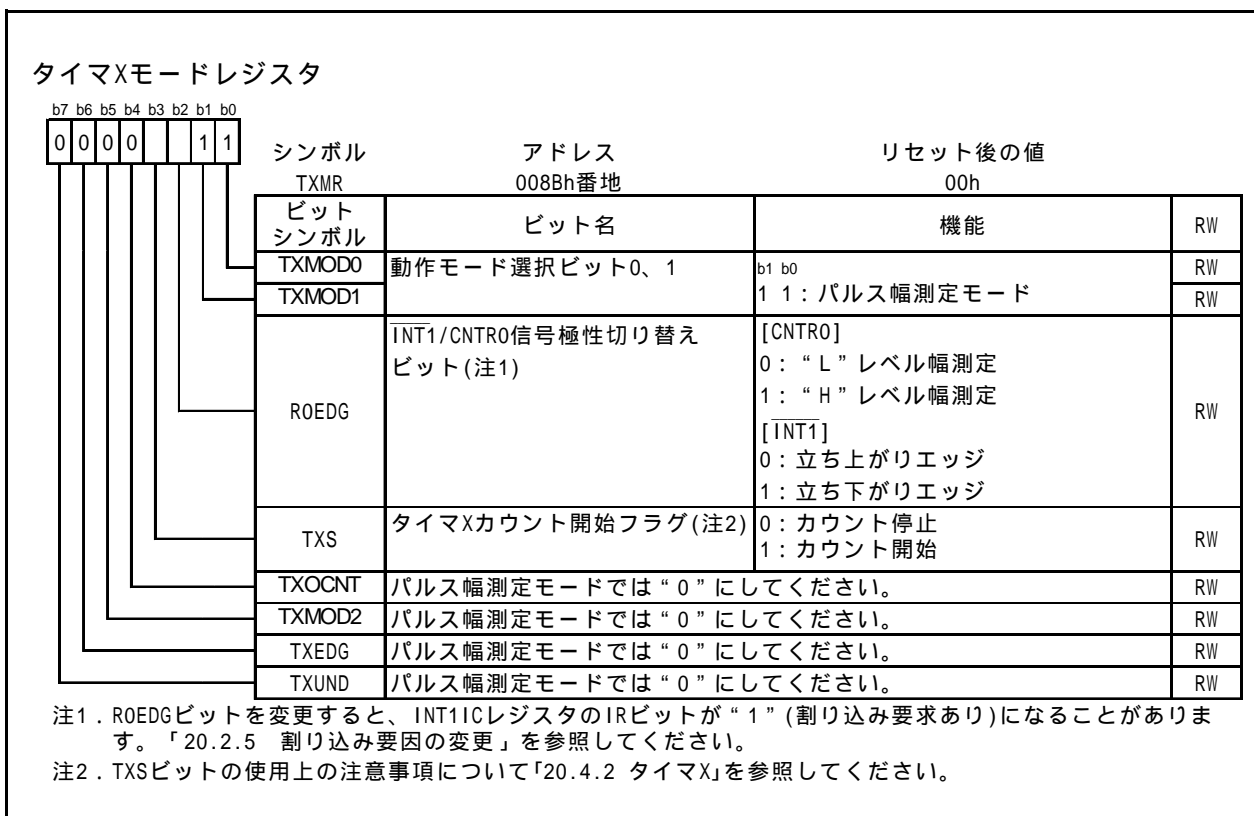 タイマXモードレジスタ
b7 b6 b5 b4 b3 b2 b1 b0
0 0 0 0 1 1
シンボル アドレス リセット後の値
TXMR 008Bh番地 00h
ビット
シンボル ビット名 機能 RW
TXMOD0 動作モード選択ビット0、1 b1 b0 RW
TXMOD1 1 1:パルス幅測定モード RW
R0EDG INT1/CNTR0信号極性切り替え
ビット(注1)
[CNTR0]
0:“L”レベル幅測定
1:“H”レベル幅測定
[INT1]
0:立ち上がりエッジ
1:立ち下がりエッジ
RW
TXS タイマXカウント開始フラグ(注2) 0:カウント停止
1:カウント開始 RW
TXOCNT パルス幅測定モードでは“0”にしてください。 RW
TXMOD2 パルス幅測定モードでは“0”にしてください。 RW
TXEDG パルス幅測定モードでは“0”にしてください。 RW
TXUND パルス幅測定モードでは“0”にしてください。 RW
注1.R0EDGビットを変更すると、INT1ICレジスタのIRビットが“1”(割り込み要求あり)になることがありま
す。「20.2.5 割り込み要因の変更」を参照してください。
注2.TXSビットの使用上の注意事項について「20.4.2 タイマX」を参照してください。